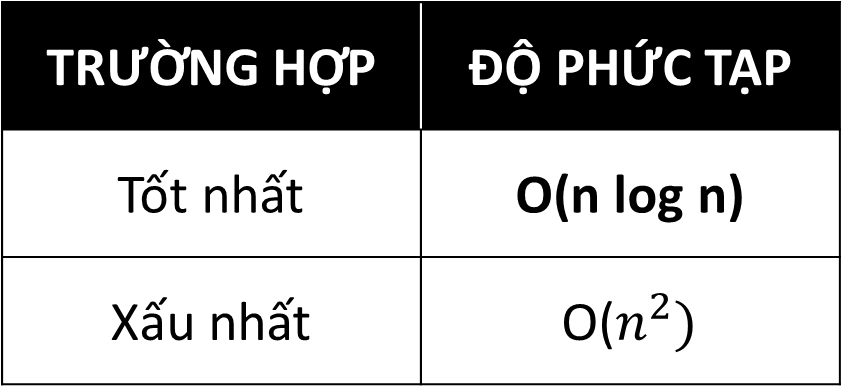 TRƯỜNG HỢP ĐỘ PHỨC TẠP
Tốt nhất O(n log n)
Xấu nhất O(n²)